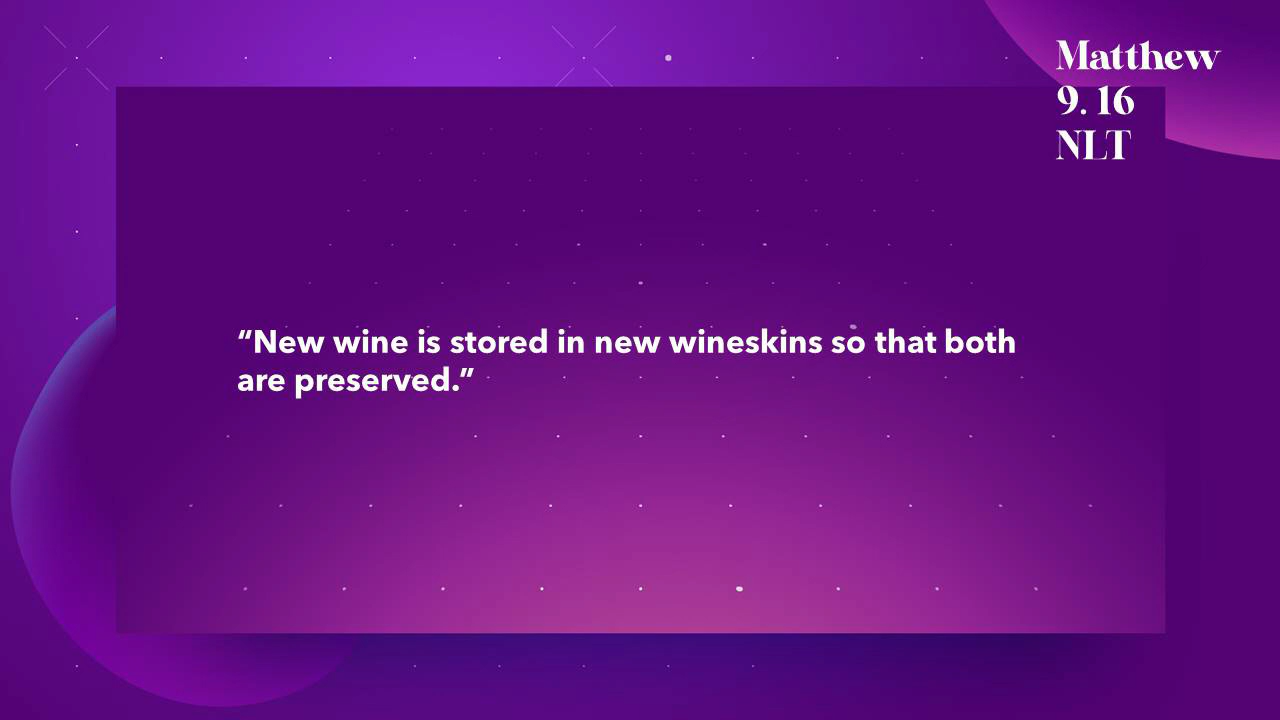 Matthew
9. 16
NLT
“New wine is stored in new wineskins so that both
are preserved.”